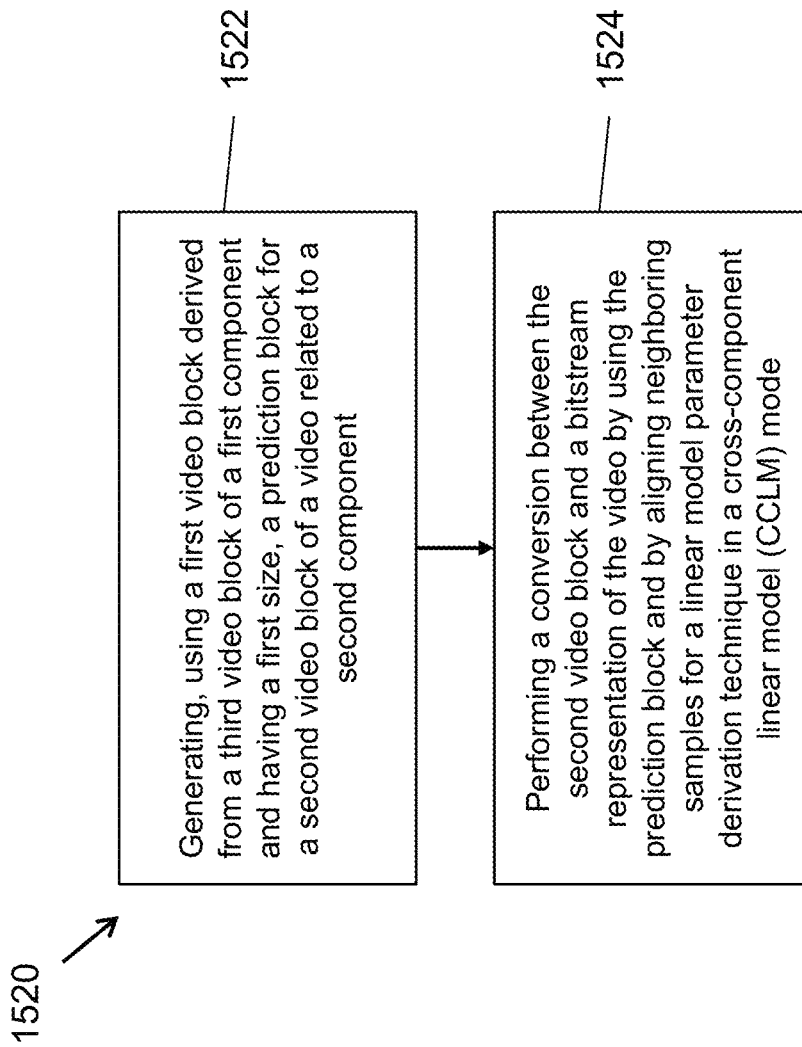 1520
Generating, using a first video block derived
from a third video block of a first component
and having a first size, a prediction block for
a second video block of a video related to a
second component
1522
Performing a conversion between the
second video block and a bitstream
representation of the video by using the
prediction block and by aligning neighboring
samples for a linear model parameter
derivation technique in a cross-component
linear model (CCLM) mode
1524